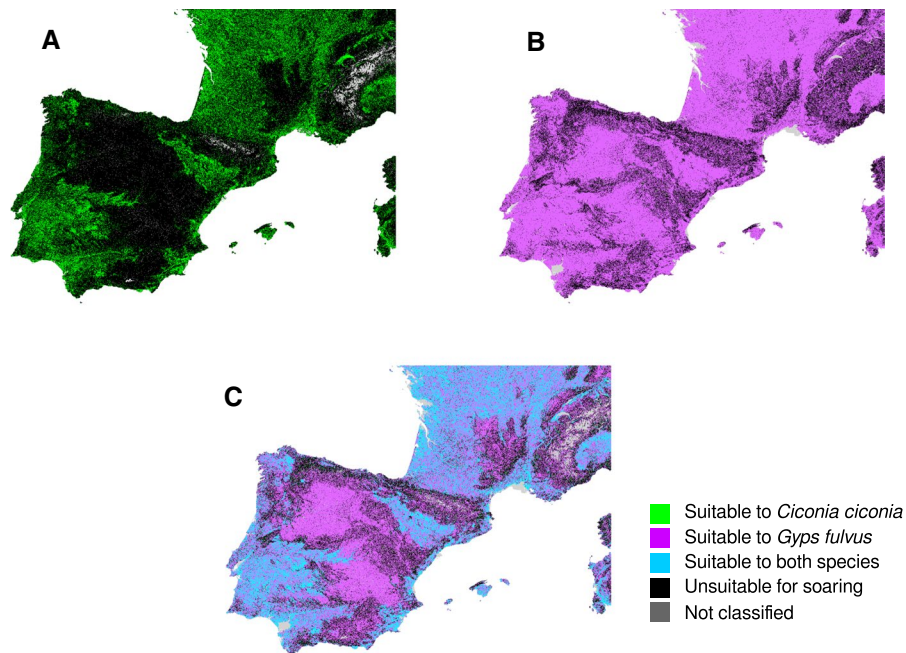 A
B
C
Suitable to Ciconia ciconia
Suitable to Gyps fulvus
Suitable to both species
Unsuitable for soaring
Not classified